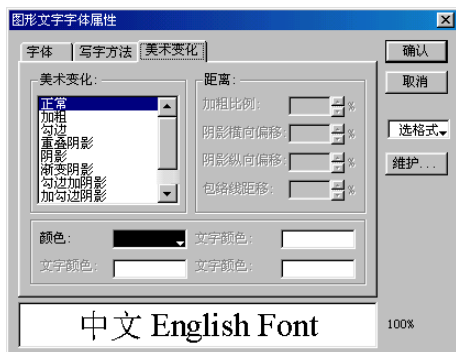 图形文字字体属性
字体 写字方法 美术变化
美术变化:
正常
加粗
勾边
重叠阴影
阴影
渐变阴影
勾边加阴影
加勾边阴影
距离:
加粗比例: %
阴影横向偏移: %
阴影纵向偏移: %
包络线距移: %
确认
取消
选格式
维护...
颜色: 文字颜色:
文字颜色: 文字颜色:
中文 English Font
100%